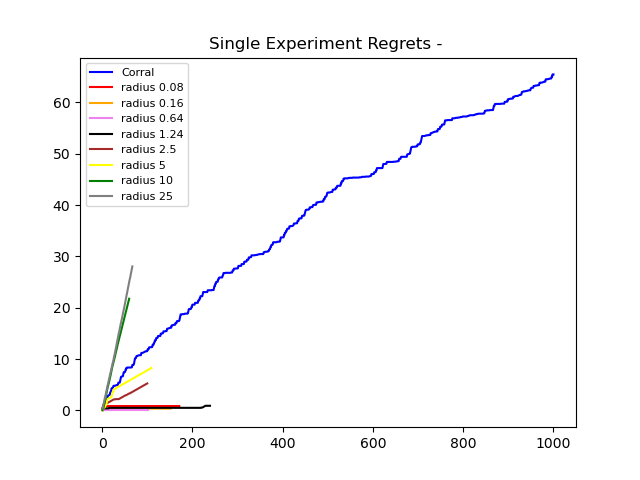 Single Experiment Regrets -
Corral
radius 0.08
radius 0.16
radius 0.64
radius 1.24
radius 2.5
radius 5
radius 10
radius 25
60
50
40
30
20
10
0
0 200 400 600 800 1000